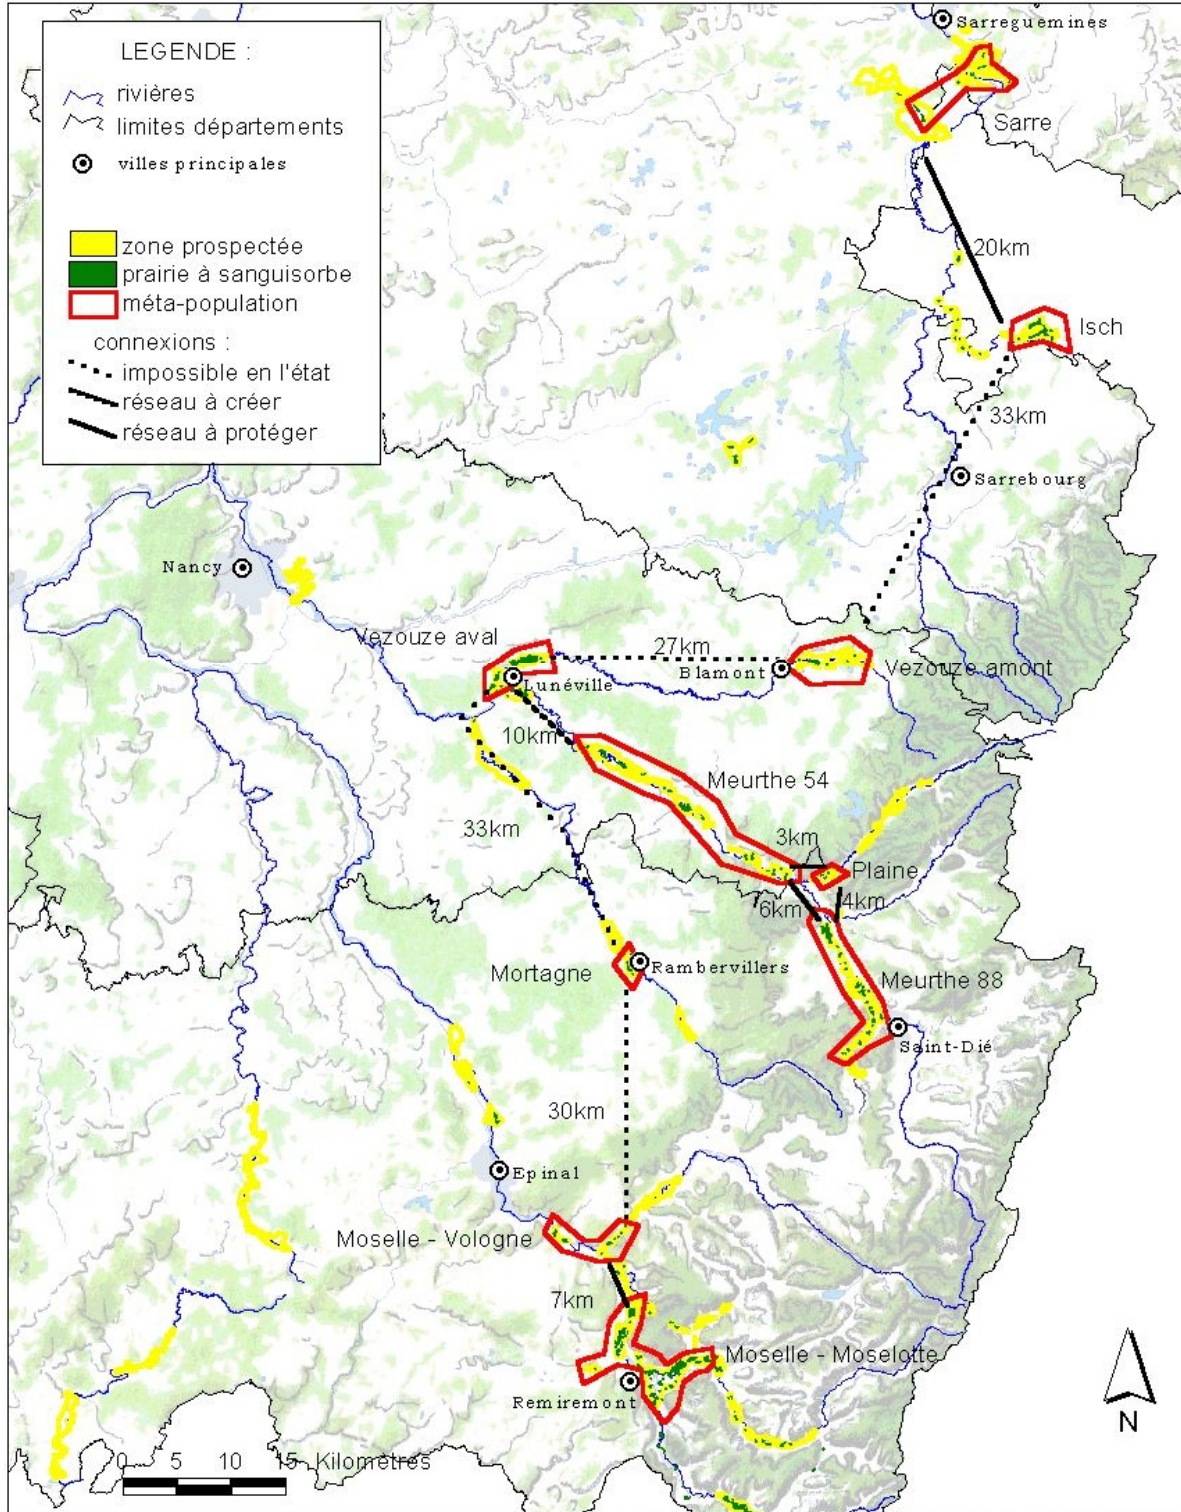 LEGENDE :
rivières
limites départements
villes principales
zone prospectée
prairie à sanguisorbe
méta-population
connexions :
impossible en l'état
réseau à créer
réseau à protéger
Sarreguemines
Sarre
20km
Isch
33km
Sarrebourg
Nancy
Vezouze aval
27km
Blamont
Vezouze amont
Lunéville
10km
Meurthe 54
33km
3km
Plaine
6km
4km
Mortagne
Rambervillers
Meurthe 88
Saint-Dié
30km
Epinal
Moselle - Vologne
7km
Moselle - Moselotte
Remiremont
N
0 5 10 15 Kilomètres